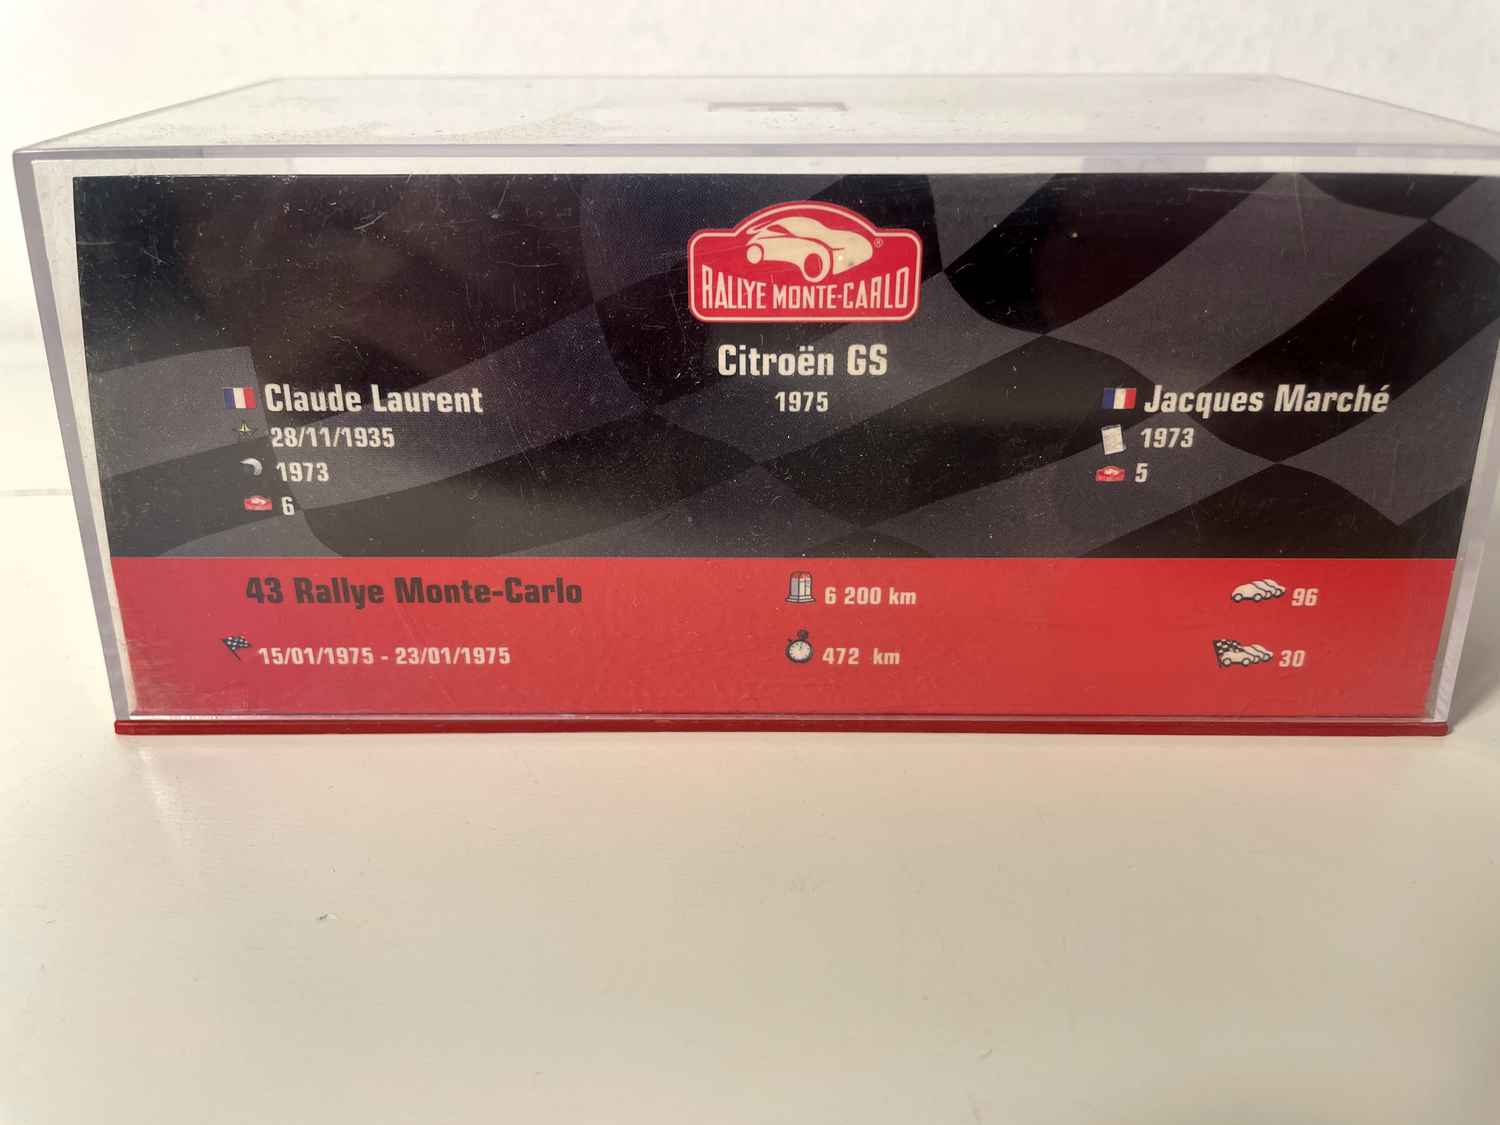 RALLYE MONTE-CARLO
Citroën GS
1975
Claude Laurent
28/11/1935
1973
6
Jacques Marché
1973
5
43 Rallye Monte-Carlo
15/01/1975 - 23/01/1975
6 200 km
472 km
96
30